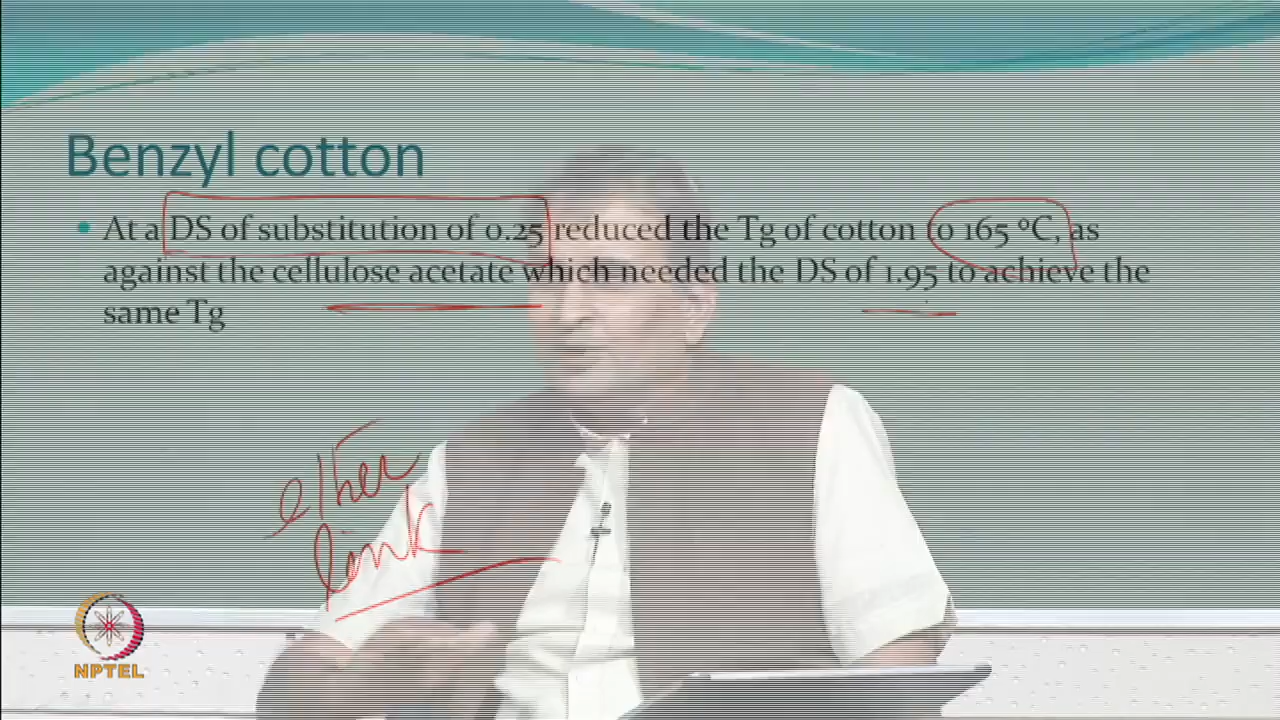 Benzyl cotton
At a DS of substitution of 0.25 reduced the Tg of cotton to 165 ºC, as
against the cellulose acetate which needed the DS of 1.95 to achieve the
same Tg
ether
link
NPTEL